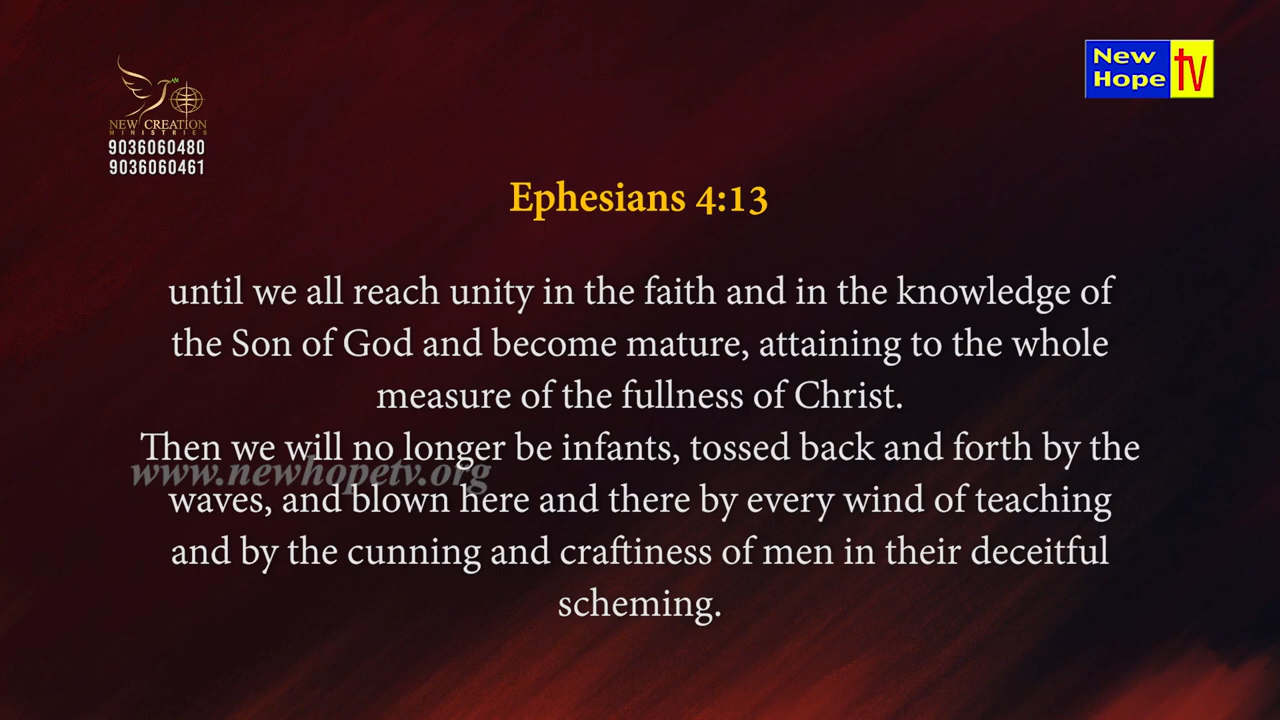 NEW CREATION
MINISTRIES
9036060480
9036060461
New
Hope
tv
Ephesians 4:13
until we all reach unity in the faith and in the knowledge of
the Son of God and become mature, attaining to the whole
measure of the fullness of Christ.
Then we will no longer be infants, tossed back and forth by the
www.newhopetv.org
waves, and blown here and there by every wind of teaching
and by the cunning and craftiness of men in their deceitful
scheming.